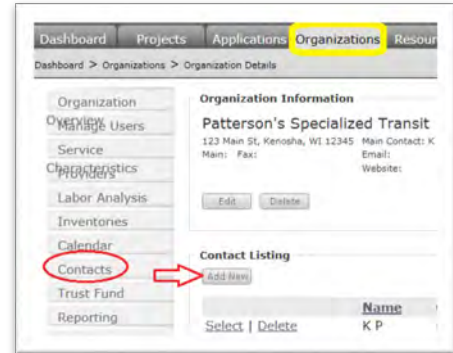 Dashboard Projects Applications Organizations Resour
Dashboard > Organizations > Organization Details
Organization
Overview
Manage Users
Service
Characteristics
Providers
Labor Analysis
Inventories
Calendar
Contacts
Trust Fund
Reporting
Organization Information
Patterson's Specialized Transit
123 Main St, Kenosha, WI 12345 Main Contact: K
Main: Fax: Email:
Website:
Edit Delete
Contact Listing
Add New
Name
Select | Delete K P